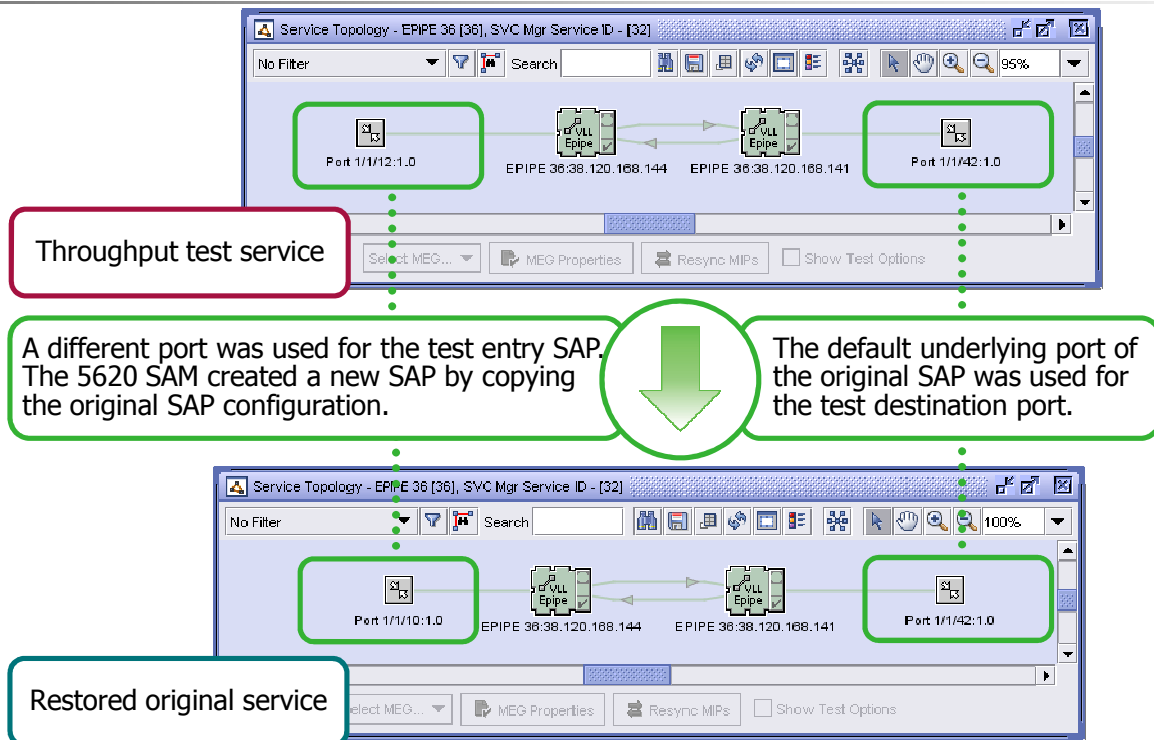 Service Topology - EPIPE 36 [36], SVC Mgr Service ID - [32]
No Filter
Search
95%
Port 1/1/12:1.0
VLL
Epipe
EPIPE 36:38.120.168.144
VLL
Epipe
EPIPE 36:38.120.168.141
Port 1/1/42:1.0
Throughput test service
Select MEG...
MEG Properties
Resync MIPs
Show Test Options
A different port was used for the test entry SAP.
The 5620 SAM created a new SAP by copying
the original SAP configuration.
The default underlying port of
the original SAP was used for
the test destination port.
Service Topology - EPIPE 36 [36], SVC Mgr Service ID - [32]
No Filter
Search
100%
Port 1/1/10:1.0
VLL
Epipe
EPIPE 36:38.120.168.144
VLL
Epipe
EPIPE 36:38.120.168.141
Port 1/1/42:1.0
Restored original service
elect MEG...
MEG Properties
Resync MIPs
Show Test Options